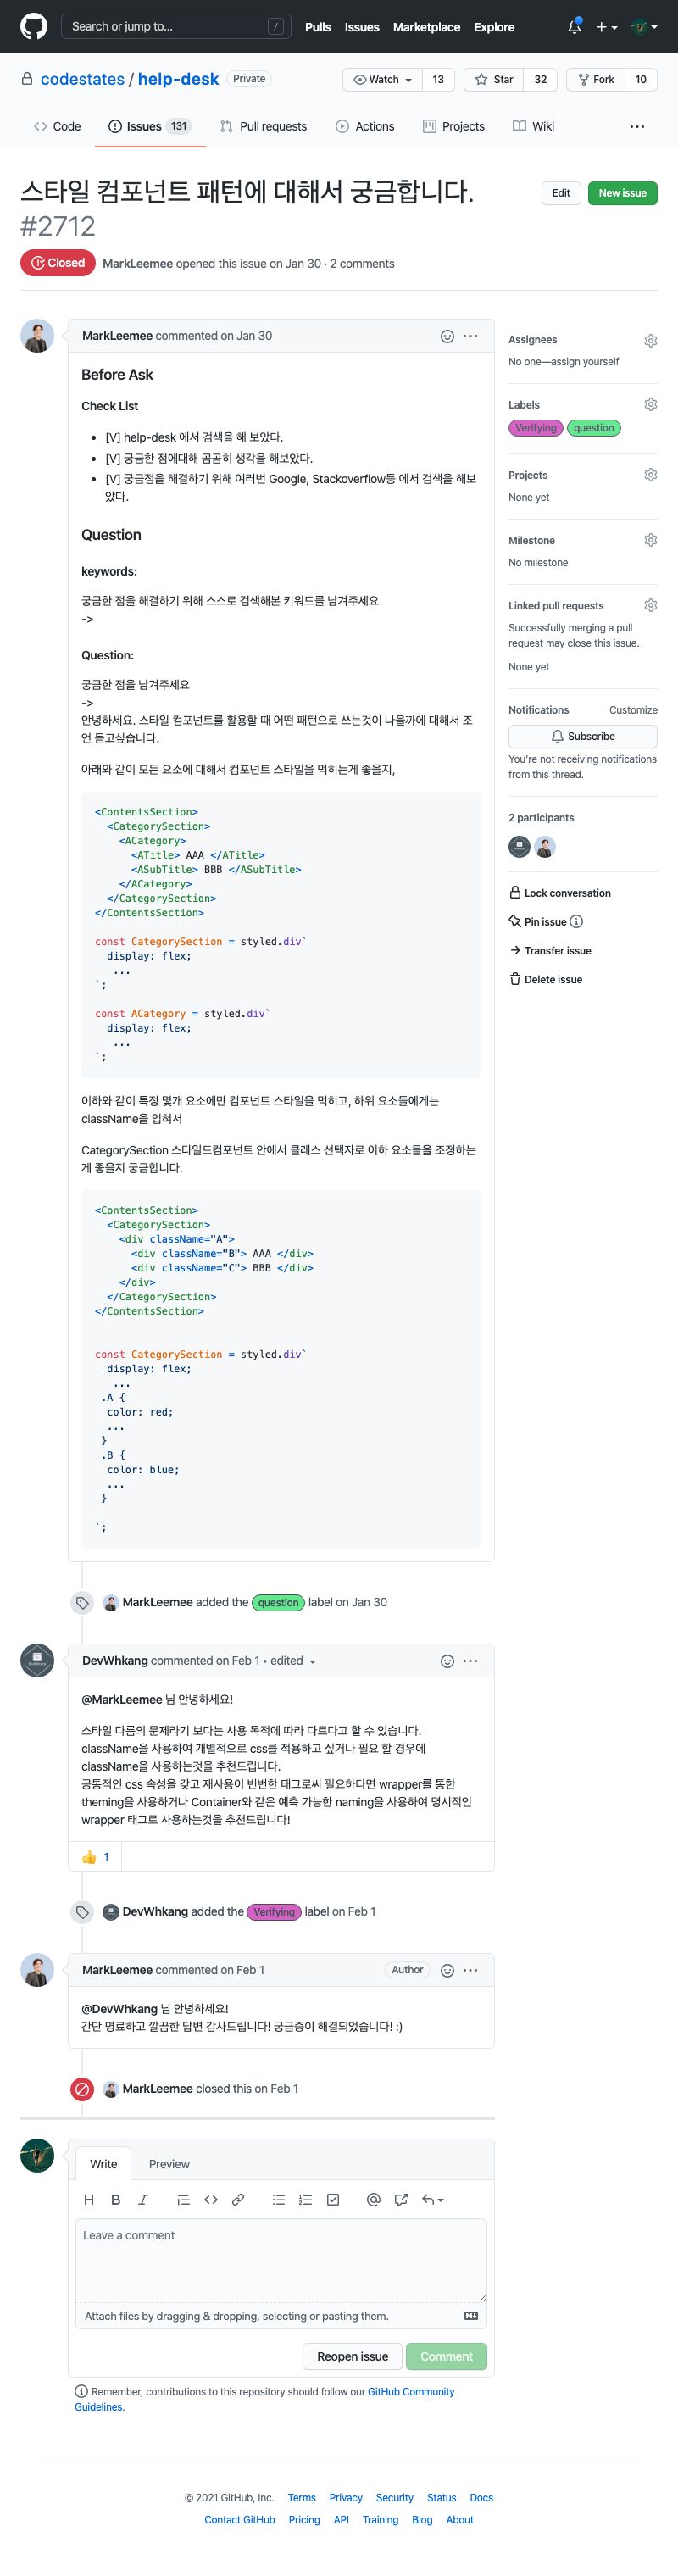 Search or jump to... /
Pulls Issues Marketplace Explore
codestates / help-desk Private
Watch 13 Star 32 Fork 10
Code Issues 131 Pull requests Actions Projects Wiki ...
스타일 컴포넌트 패턴에 대해서 궁금합니다.
#2712
Edit New issue
Closed MarkLeemee opened this issue on Jan 30 · 2 comments
MarkLeemee commented on Jan 30
Before Ask
Check List
• [V] help-desk 에서 검색을 해 보았다.
• [V] 궁금한 점에대해 곰곰히 생각을 해보았다.
• [V] 궁금점을 해결하기 위해 여러번 Google, Stackoverflow등 에서 검색을 해보
았다.
Question
keywords:
궁금한 점을 해결하기 위해 스스로 검색해본 키워드를 남겨주세요
->
Question:
궁금한 점을 남겨주세요
->
안녕하세요. 스타일 컴포넌트를 활용할 때 어떤 패턴으로 쓰는것이 나을까에 대해서 조
언 듣고싶습니다.
아래와 같이 모든 요소에 대해서 컴포넌트 스타일을 먹히는게 좋을지,
<ContentsSection>
<CategorySection>
<ACategory>
<ATitle> AAA </ATitle>
<ASubTitle> BBB </ASubTitle>
</ACategory>
</CategorySection>
</ContentsSection>
const CategorySection = styled.div`
display: flex;
...
`;
const ACategory = styled.div`
display: flex;
...
`;
이하와 같이 특정 몇개 요소에만 컴포넌트 스타일을 먹히고, 하위 요소들에게는
className을 입혀서
CategorySection 스타일드컴포넌트 안에서 클래스 선택자로 이하 요소들을 조정하는
게 좋을지 궁금합니다.
<ContentsSection>
<CategorySection>
<div className="A">
<div className="B"> AAA </div>
<div className="C"> BBB </div>
</div>
</CategorySection>
</ContentsSection>
const CategorySection = styled.div`
display: flex;
...
.A {
color: red;
...
}
.B {
color: blue;
...
}
`;
MarkLeemee added the question label on Jan 30
DevWhkang commented on Feb 1 • edited
@MarkLeemee 님 안녕하세요!
스타일 다름의 문제라기 보다는 사용 목적에 따라 다르다고 할 수 있습니다.
className을 사용하여 개별적으로 css를 적용하고 싶거나 필요 할 경우에
className을 사용하는것을 추천드립니다.
공통적인 css 속성을 갖고 재사용이 빈번한 태그로써 필요하다면 wrapper를 통한
theming을 사용하거나 Container와 같은 예측 가능한 naming을 사용하여 명시적인
wrapper 태그로 사용하는것을 추천드립니다!
👍 1
DevWhkang added the Verifying label on Feb 1
MarkLeemee commented on Feb 1 Author
@DevWhkang 님 안녕하세요!
간단 명료하고 깔끔한 답변 감사드립니다! 궁금증이 해결되었습니다! :)
MarkLeemee closed this on Feb 1
Write Preview
H B I
Leave a comment
Attach files by dragging & dropping, selecting or pasting them.
Reopen issue Comment
Remember, contributions to this repository should follow our GitHub Community
Guidelines.
Assignees
No one—assign yourself
Labels
Verifying question
Projects
None yet
Milestone
No milestone
Linked pull requests
Successfully merging a pull
request may close this issue.
None yet
Notifications Customize
Subscribe
You're not receiving notifications
from this thread.
2 participants
Lock conversation
Pin issue
Transfer issue
Delete issue
© 2021 GitHub, Inc. Terms Privacy Security Status Docs
Contact GitHub Pricing API Training Blog About